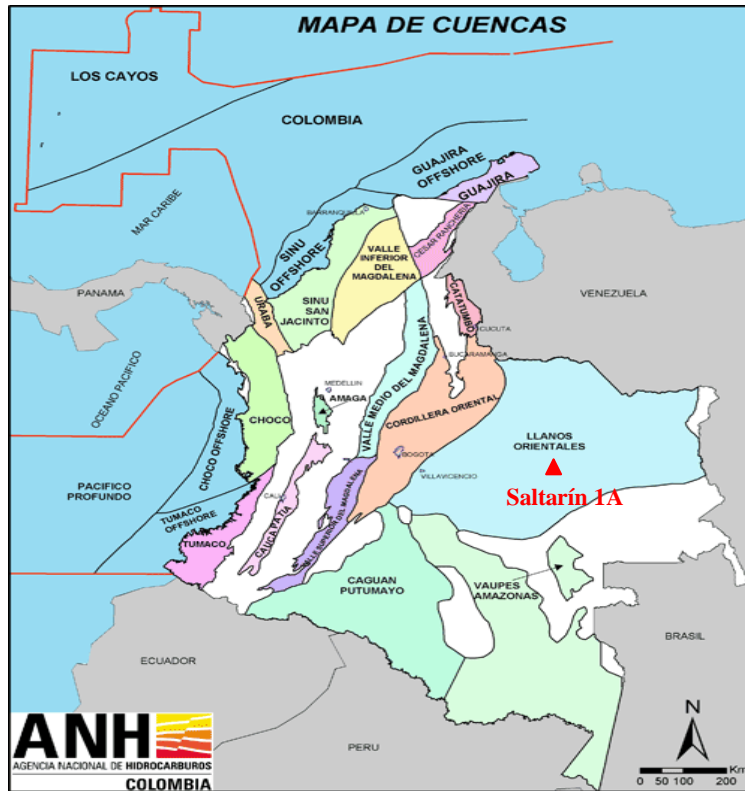 MAPA DE CUENCAS
LOS CAYOS
COLOMBIA
GUAJIRA
OFFSHORE
GUAJIRA
MAR CARIBE
BARRANQUILLA
SINU
OFFSHORE
CESAR RANCHERIA
VALLE
INFERIOR
DEL
MAGDALENA
PANAMA
URABA
SINU
SAN
JACINTO
CATATUMBO
CUCUTA
VENEZUELA
BUCARAMANGA
VALLE MEDIO DEL MAGDALENA
OCEANO PACIFICO
MEDELLIN
AMAGA
CHOCO
CORDILLERA ORIENTAL
LLANOS
ORIENTALES
CHOCO OFFSHORE
BOGOTA
VILLAVICENCIO
Saltarín 1A
PACIFICO
PROFUNDO
TUMACO
OFFSHORE
CALI
CAUCA PATIA
VALLE SUPERIOR DEL MAGDALENA
TUMACO
CAGUAN
PUTUMAYO
VAUPES
AMAZONAS
BRASIL
ECUADOR
PERU
N
ANH
AGENCIA NACIONAL DE HIDROCARBUROS
COLOMBIA
0 50 100 200 Km